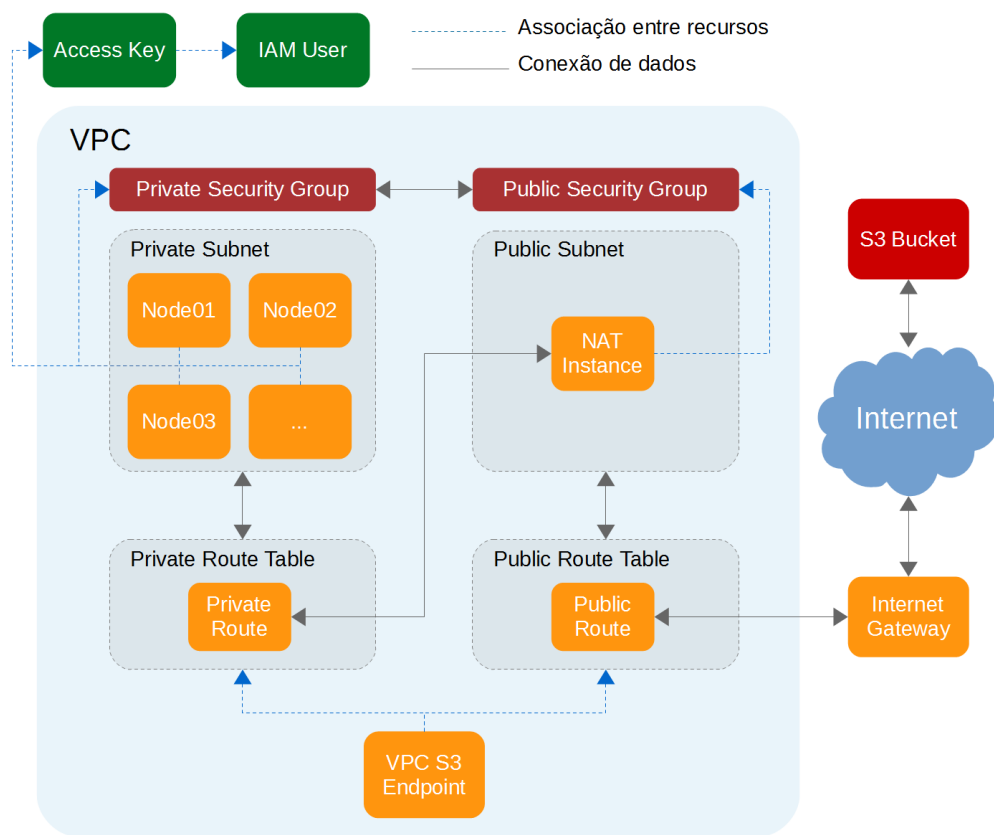 Access Key
IAM User
Associação entre recursos
Conexão de dados
VPC
Private Security Group
Public Security Group
Private Subnet
Node01
Node02
Node03
...
Public Subnet
NAT
Instance
S3 Bucket
Internet
Private Route Table
Private
Route
Public Route Table
Public
Route
Internet
Gateway
VPC S3
Endpoint